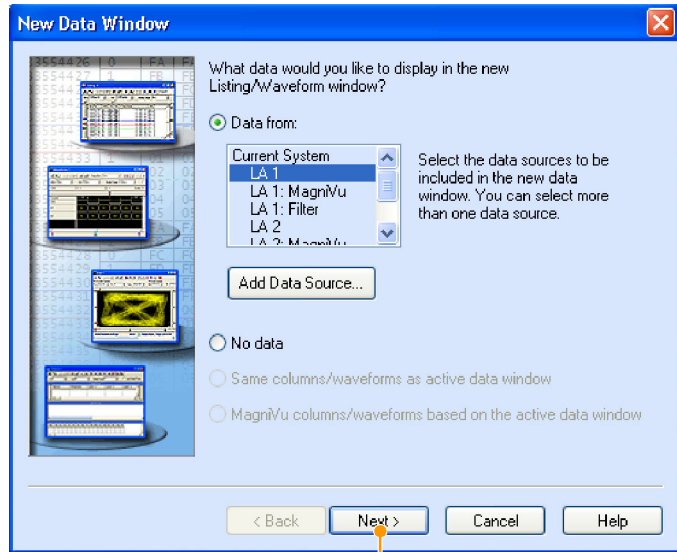 New Data Window
What data would you like to display in the new
Listing/Waveform window?
Data from:
Current System
LA 1
LA 1: MagniVu
LA 1: Filter
LA 2
LA 2: MagniVu
Select the data sources to be
included in the new data
window. You can select more
than one data source.
Add Data Source...
No data
Same columns/waveforms as active data window
MagniVu columns/waveforms based on the active data window
< Back
Next >
Cancel
Help